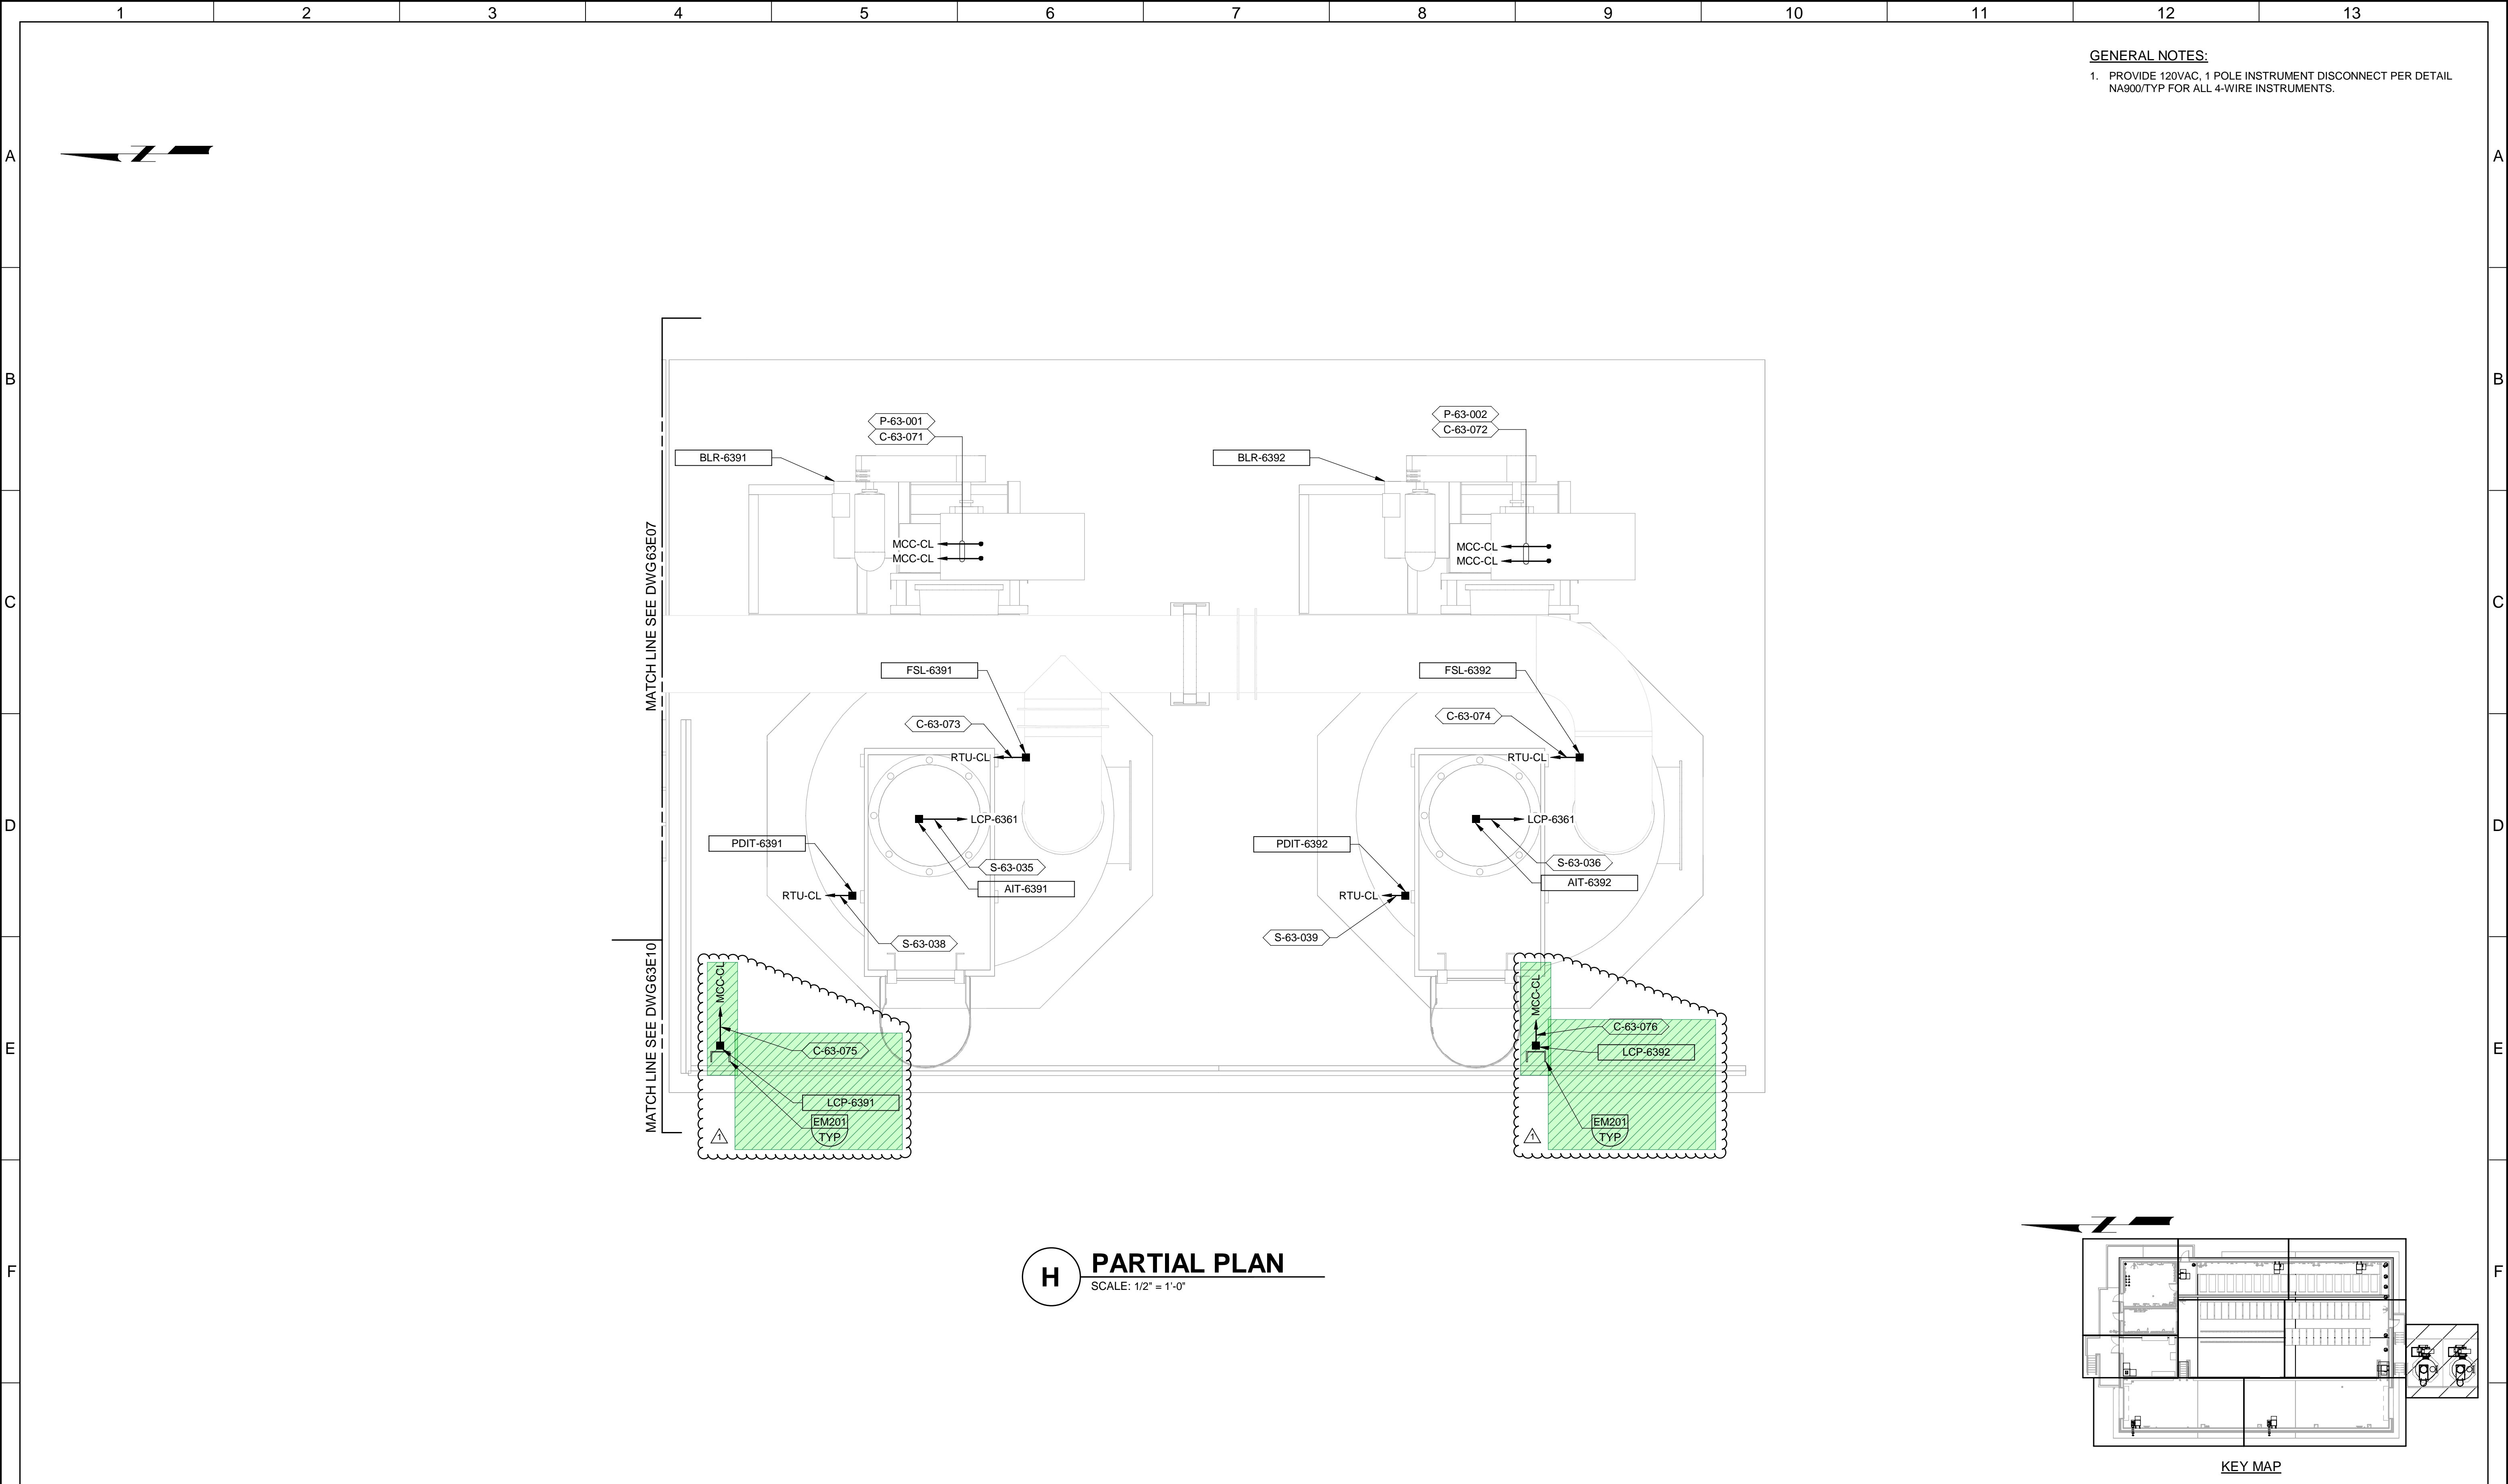 1 2 3 4 5 6 7 8 9 10 11 12 13
GENERAL NOTES:
1. PROVIDE 120VAC, 1 POLE INSTRUMENT DISCONNECT PER DETAIL
NA900/TYP FOR ALL 4-WIRE INSTRUMENTS.
A A
B B
C C
D D
E E
F F
MATCH LINE SEE DWG 63E07
MATCH LINE SEE DWG 63E10
P-63-001
C-63-071
BLR-6391
MCC-CL
MCC-CL
P-63-002
C-63-072
BLR-6392
MCC-CL
MCC-CL
FSL-6391
C-63-073
RTU-CL
LCP-6361
PDIT-6391
S-63-035
AIT-6391
RTU-CL
S-63-038
FSL-6392
C-63-074
RTU-CL
LCP-6361
PDIT-6392
S-63-036
AIT-6392
RTU-CL
S-63-039
MCC-CL
C-63-075
LCP-6391
EM201
TYP
1
MCC-CL
C-63-076
LCP-6392
EM201
TYP
1
H PARTIAL PLAN
SCALE: 1/2" = 1'-0"
KEY MAP